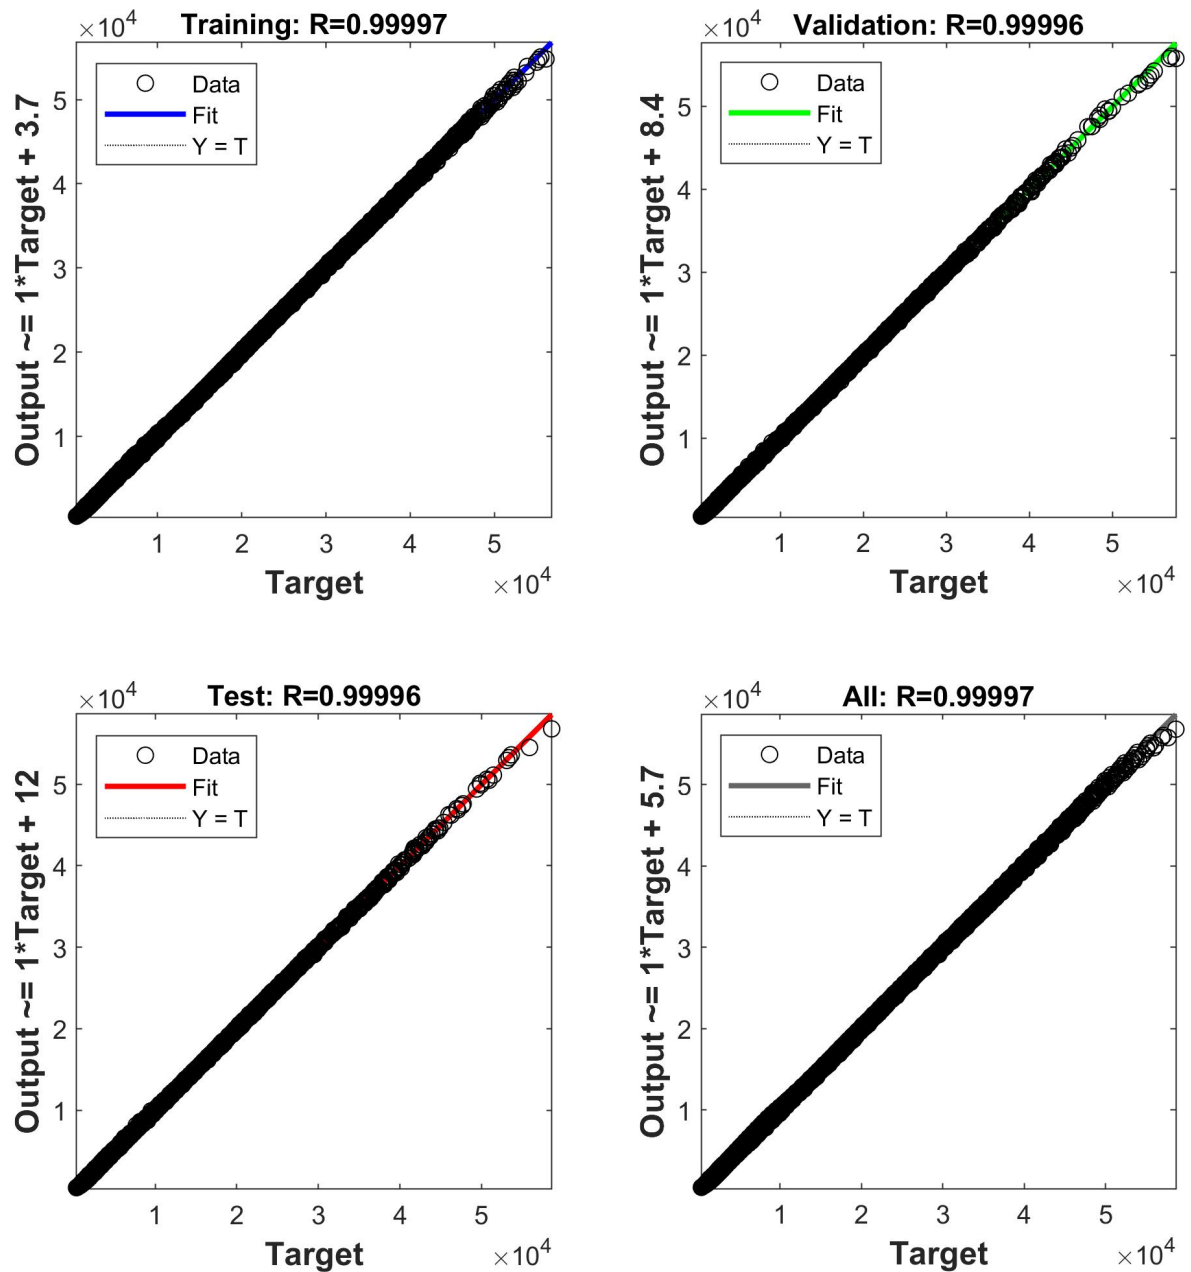 ×10⁴
Training: R=0.99997
Data
Fit
Y = T
5
4
3
2
1
Output ~= 1*Target + 3.7
1 2 3 4 5
Target
×10⁴
×10⁴
Validation: R=0.99996
Data
Fit
Y = T
5
4
3
2
1
Output ~= 1*Target + 8.4
1 2 3 4 5
Target
×10⁴
×10⁴
Test: R=0.99996
Data
Fit
Y = T
5
4
3
2
1
Output ~= 1*Target + 12
1 2 3 4 5
Target
×10⁴
×10⁴
All: R=0.99997
Data
Fit
Y = T
5
4
3
2
1
Output ~= 1*Target + 5.7
1 2 3 4 5
Target
×10⁴